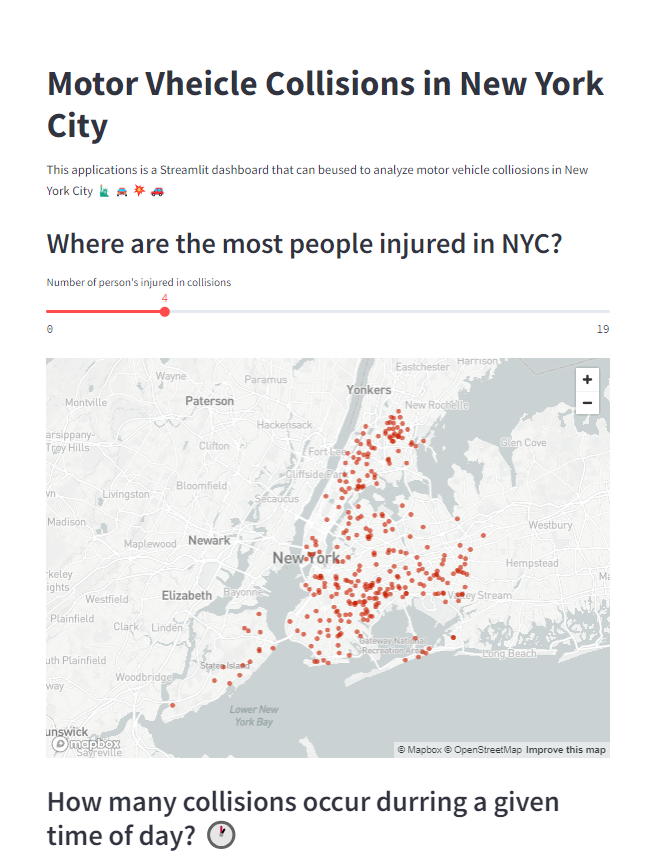 Motor Vheicle Collisions in New York
City
This applications is a Streamlit dashboard that can beused to analyze motor vehicle colliosions in New
York City 🗽 🚔 💥 🚗
Where are the most people injured in NYC?
Number of person's injured in collisions
4
0
19
Harrison
Eastchester
Wayne
Paramus
Yonkers
Montville
Paterson
New Rochelle
Hackensack
arsippany-
Troy Hills
Clifton
Glen Cove
Fort Lee
Cliffside Park
Bloomfield
Livingston
Secaucus
Madison
Westbury
Maplewood
Newark
New York
Hempstead
rkeley
ights
Elizabeth
Bayonne
Westfield
Valley Stream
Plainfield
Clark
Linden
Gateway National
Recreation Area
Long Beach
uth Plainfield
Staten Island
Woodbridge
way
Lower New
York Bay
unswick
mapbox
Sayreville
+
−
© Mapbox © OpenStreetMap Improve this map
How many collisions occur durring a given
time of day? 🕐